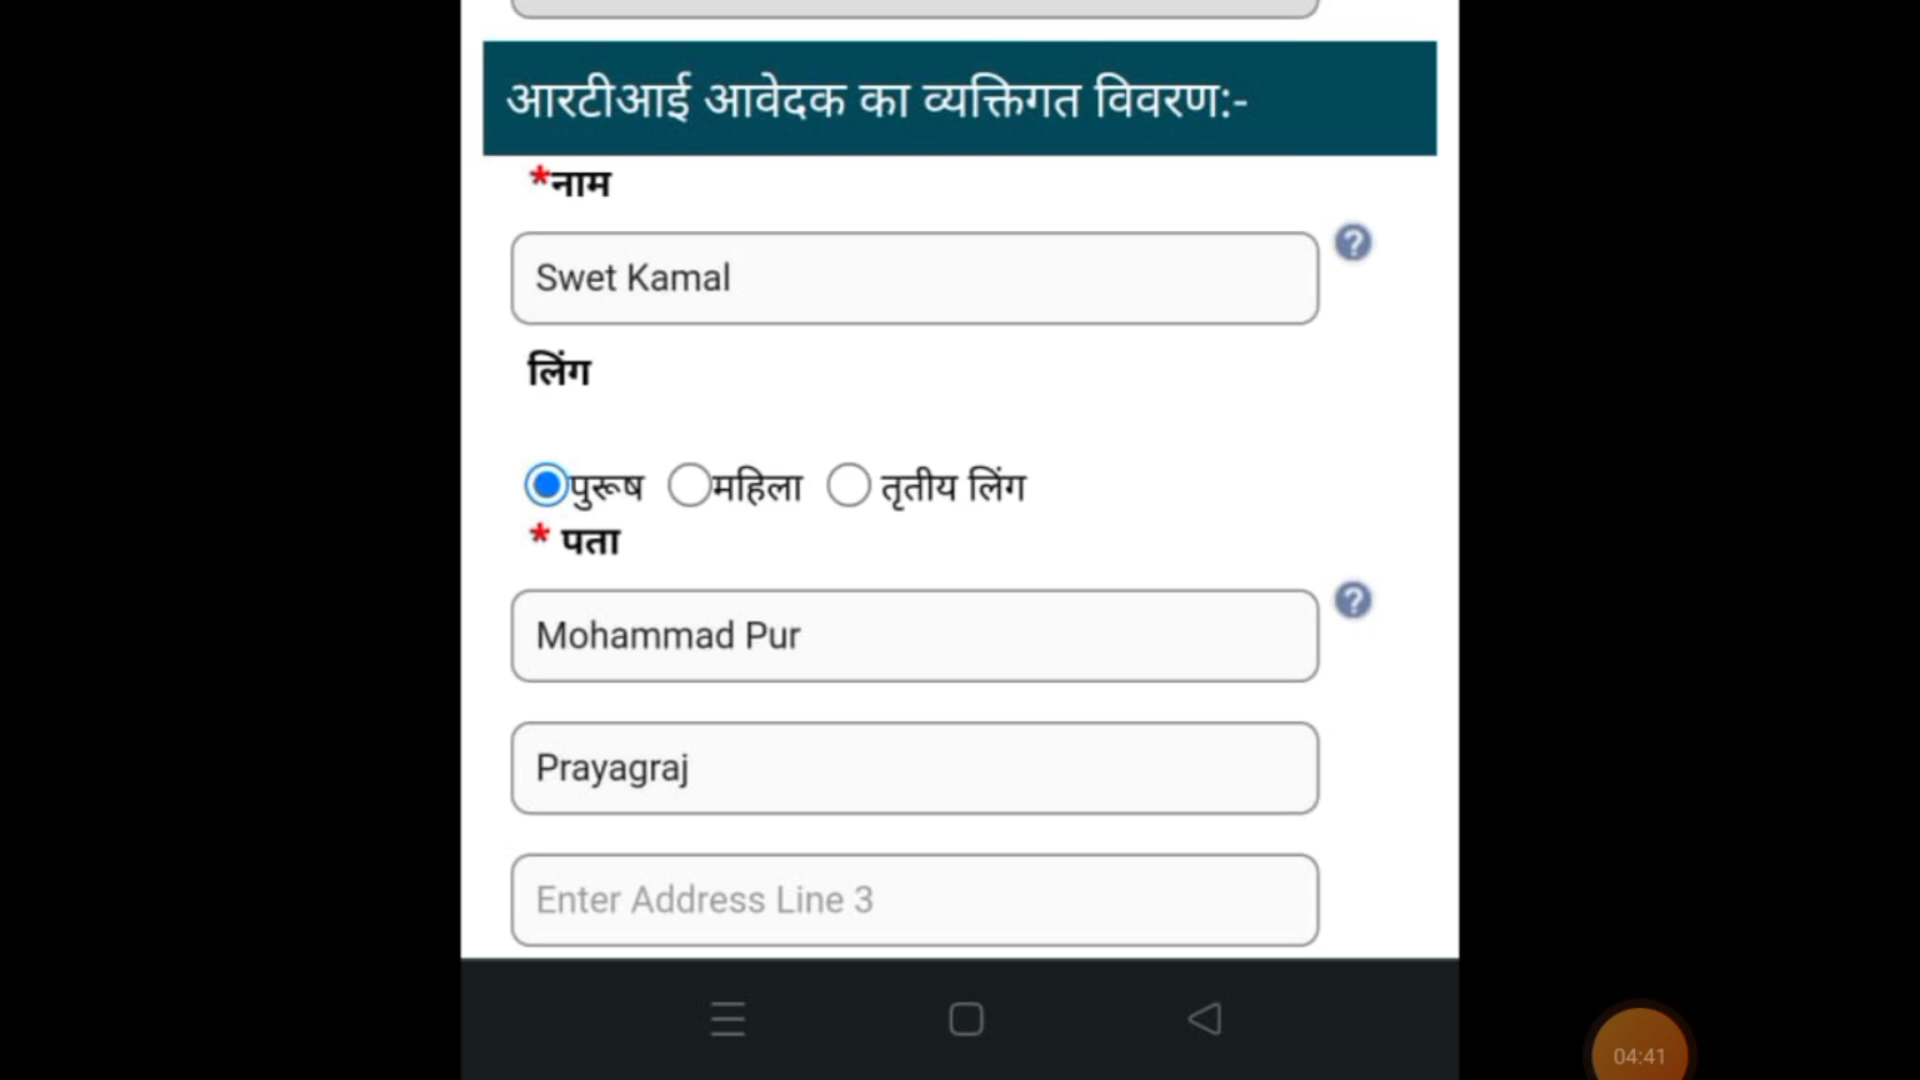 आरटीआई आवेदक का व्यक्तिगत विवरण:-
*नाम
Swet Kamal
?
लिंग
पुरूष महिला तृतीय लिंग
* पता
Mohammad Pur
?
Prayagraj
Enter Address Line 3
04:41